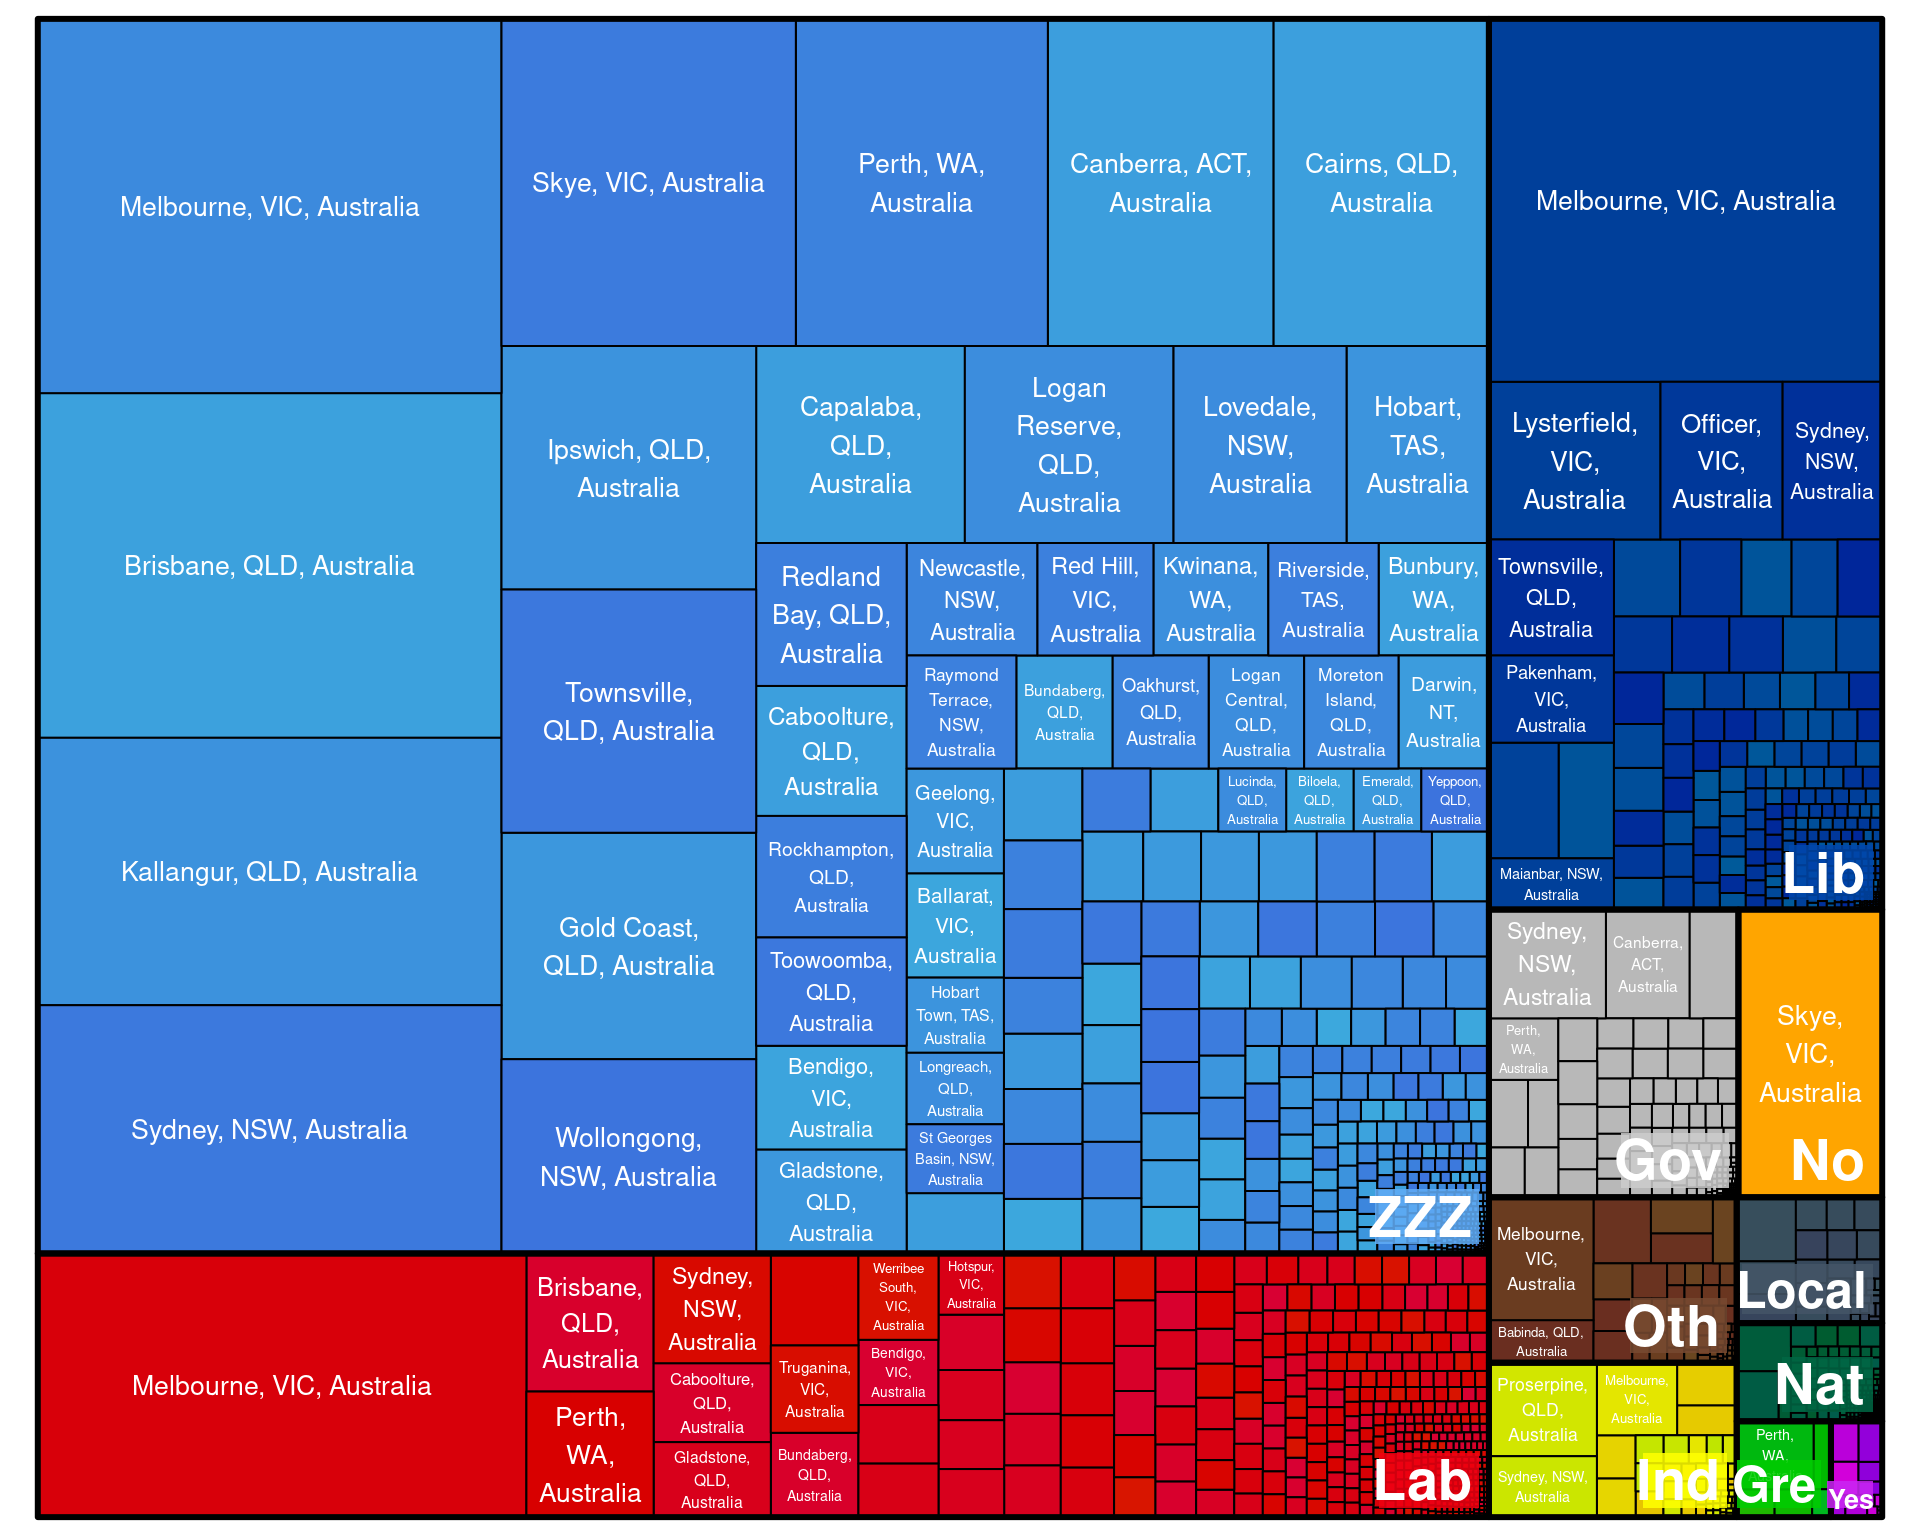 Melbourne, VIC, Australia
Brisbane, QLD, Australia
Kallangur, QLD, Australia
Sydney, NSW, Australia
Skye, VIC, Australia
Perth, WA,
Australia
Canberra, ACT,
Australia
Cairns, QLD,
Australia
Ipswich, QLD,
Australia
Townsville,
QLD, Australia
Gold Coast,
QLD, Australia
Wollongong,
NSW, Australia
Capalaba,
QLD,
Australia
Logan
Reserve,
QLD,
Australia
Lovedale,
NSW,
Australia
Hobart,
TAS,
Australia
Redland
Bay, QLD,
Australia
Caboolture,
QLD,
Australia
Rockhampton,
QLD,
Australia
Toowoomba,
QLD,
Australia
Bendigo,
VIC,
Australia
Gladstone,
QLD,
Australia
Newcastle,
NSW,
Australia
Red Hill,
VIC,
Australia
Kwinana,
WA,
Australia
Riverside,
TAS,
Australia
Bunbury,
WA,
Australia
Raymond
Terrace,
NSW,
Australia
Bundaberg,
QLD,
Australia
Oakhurst,
QLD,
Australia
Logan
Central,
QLD,
Australia
Moreton
Island,
QLD,
Australia
Darwin,
NT,
Australia
Geelong,
VIC,
Australia
Ballarat,
VIC,
Australia
Hobart
Town, TAS,
Australia
Longreach,
QLD,
Australia
St Georges
Basin, NSW,
Australia
Lucinda,
QLD,
Australia
Biloela,
QLD,
Australia
Emerald,
QLD,
Australia
Yeppoon,
QLD,
Australia
ZZZ
Melbourne, VIC, Australia
Brisbane,
QLD,
Australia
Perth,
WA,
Australia
Sydney,
NSW,
Australia
Caboolture,
QLD,
Australia
Gladstone,
QLD,
Australia
Truganina,
VIC,
Australia
Bundaberg,
QLD,
Australia
Werribee
South,
VIC,
Australia
Bendigo,
VIC,
Australia
Hotspur,
VIC,
Australia
Lab
Melbourne, VIC, Australia
Lysterfield,
VIC,
Australia
Officer,
VIC,
Australia
Sydney,
NSW,
Australia
Townsville,
QLD,
Australia
Pakenham,
VIC,
Australia
Maianbar, NSW,
Australia
Lib
Sydney,
NSW,
Australia
Canberra,
ACT,
Australia
Perth,
WA,
Australia
Gov
Skye,
VIC,
Australia
No
Melbourne,
VIC,
Australia
Babinda, QLD,
Australia
Oth
Local
Nat
Proserpine,
QLD,
Australia
Melbourne,
VIC,
Australia
Sydney, NSW,
Australia
Ind
Perth,
WA,
Gre
Yes